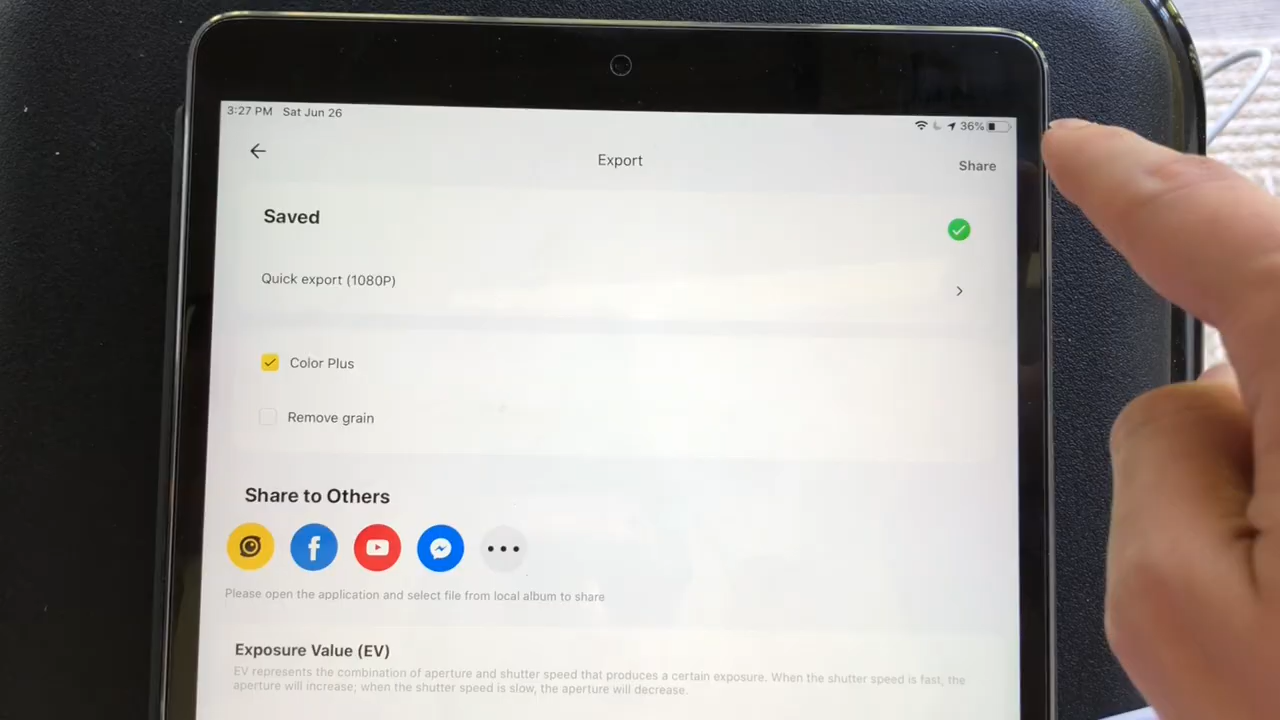 3:27 PM Sat Jun 26
36%
Export
Share
Saved
Quick export (1080P)
Color Plus
Remove grain
Share to Others
Please open the application and select file from local album to share
Exposure Value (EV)
EV represents the combination of aperture and shutter speed that produces a certain exposure. When the shutter speed is fast, the
aperture will increase; when the shutter speed is slow, the aperture will decrease.